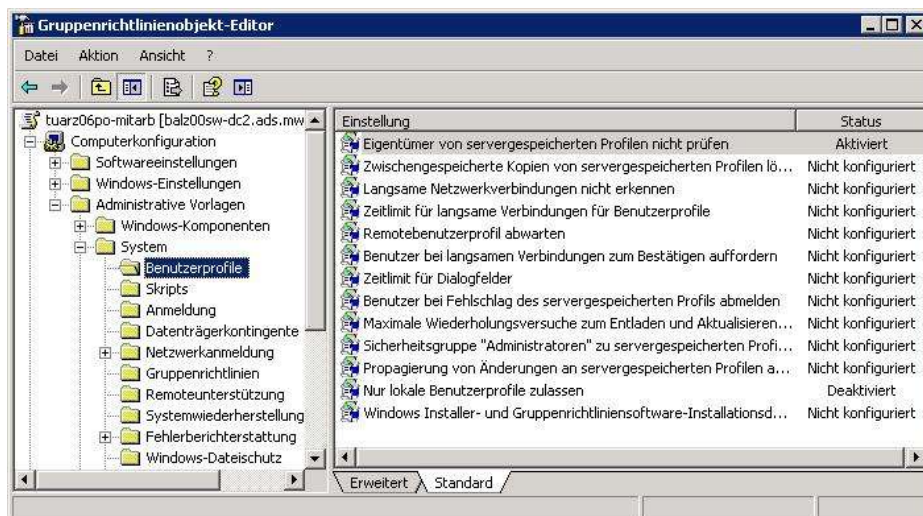 Gruppenrichtlinienobjekt-Editor
Datei Aktion Ansicht ?
tuarz06po-mitarb [balz00sw-dc2.ads.mw
Computerkonfiguration
Softwareeinstellungen
Windows-Einstellungen
Administrative Vorlagen
Windows-Komponenten
System
Benutzerprofile
Skripts
Anmeldung
Datenträgerkontingente
Netzwerkanmeldung
Gruppenrichtlinien
Remoteunterstützung
Systemwiederherstellung
Fehlerberichterstattung
Windows-Dateischutz
Einstellung Status
Eigentümer von servergespeicherten Profilen nicht prüfen Aktiviert
Zwischengespeicherte Kopien von servergespeicherten Profilen lö... Nicht konfiguriert
Langsame Netzwerkverbindungen nicht erkennen Nicht konfiguriert
Zeitlimit für langsame Verbindungen für Benutzerprofile Nicht konfiguriert
Remotebenutzerprofil abwarten Nicht konfiguriert
Benutzer bei langsamen Verbindungen zum Bestätigen auffordern Nicht konfiguriert
Zeitlimit für Dialogfelder Nicht konfiguriert
Benutzer bei Fehlschlag des servergespeicherten Profils abmelden Nicht konfiguriert
Maximale Wiederholungsversuche zum Entladen und Aktualisieren... Nicht konfiguriert
Sicherheitsgruppe "Administratoren" zu servergespeicherten Profi... Nicht konfiguriert
Propagierung von Änderungen an servergespeicherten Profilen a... Nicht konfiguriert
Nur lokale Benutzerprofile zulassen Deaktiviert
Windows Installer- und Gruppenrichtliniensoftware-Installationsd... Nicht konfiguriert
Erweitert Standard